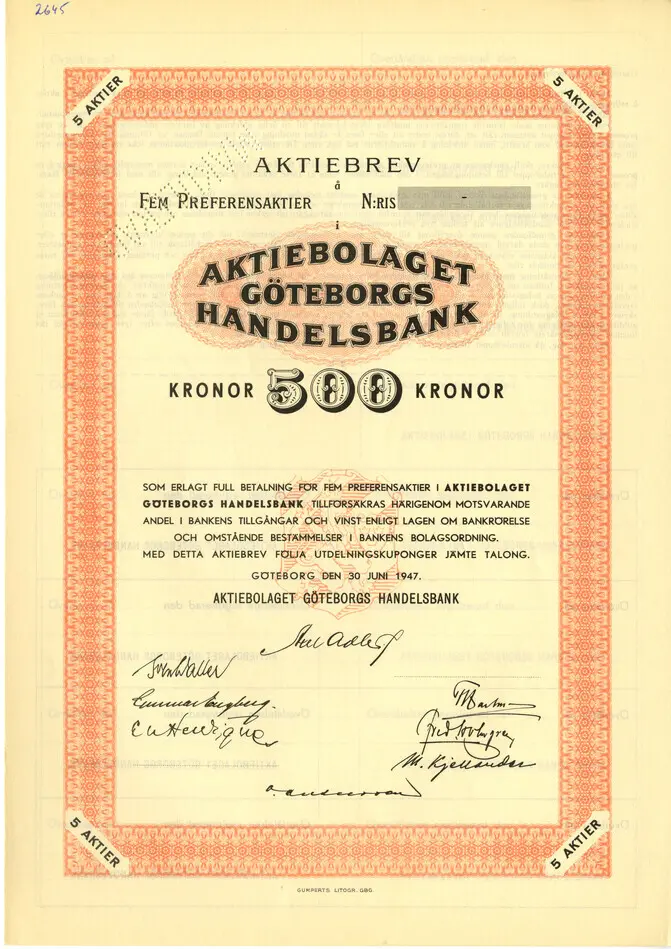 2645
5 AKTIER
5 AKTIER
AKTIEBREV
å
FEM PREFERENSAKTIER N:RIS -
i
AKTIEBOLAGET
GÖTEBORGS
HANDELSBANK
KRONOR 500 KRONOR
SOM ERLAGT FULL BETALNING FÖR FEM PREFERENSAKTIER I AKTIEBOLAGET
GÖTEBORGS HANDELSBANK TILLFÖRSÄKRAS HÄRIGENOM MOTSVARANDE
ANDEL I BANKENS TILLGÅNGAR OCH VINST ENLIGT LAGEN OM BANKRÖRELSE
OCH OMSTÅENDE BESTÄMMELSER I BANKENS BOLAGSORDNING.
MED DETTA AKTIEBREV FÖLJA UTDELNINGSKUPONGER JÄMTE TALONG.
GÖTEBORG DEN 30 JUNI 1947.
AKTIEBOLAGET GÖTEBORGS HANDELSBANK
Sven Waller
M. Kjellander
5 AKTIER
5 AKTIER
GUMPERTS LITOGR. GBG.